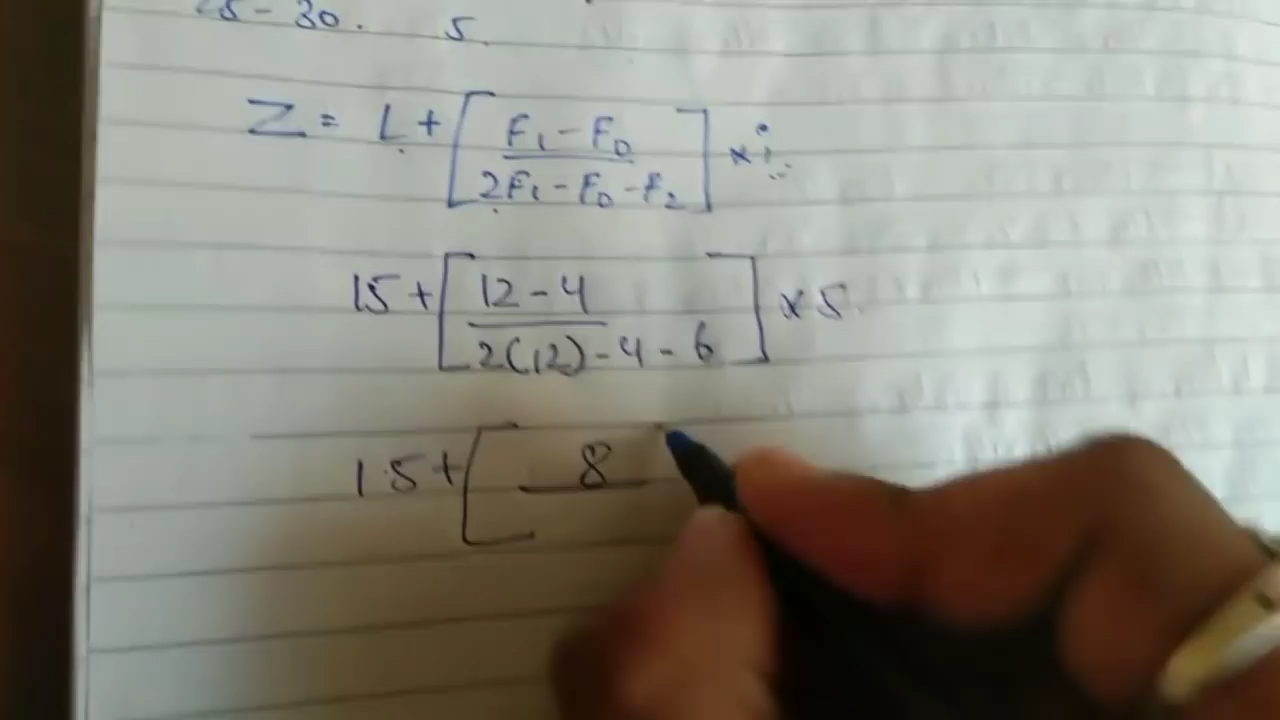 25-30. 5.
Z = L + [F₁ - F₀ / 2F₁ - F₀ - F₂] × i
15 + [12 - 4 / 2(12) - 4 - 6] × 5
15 + [8